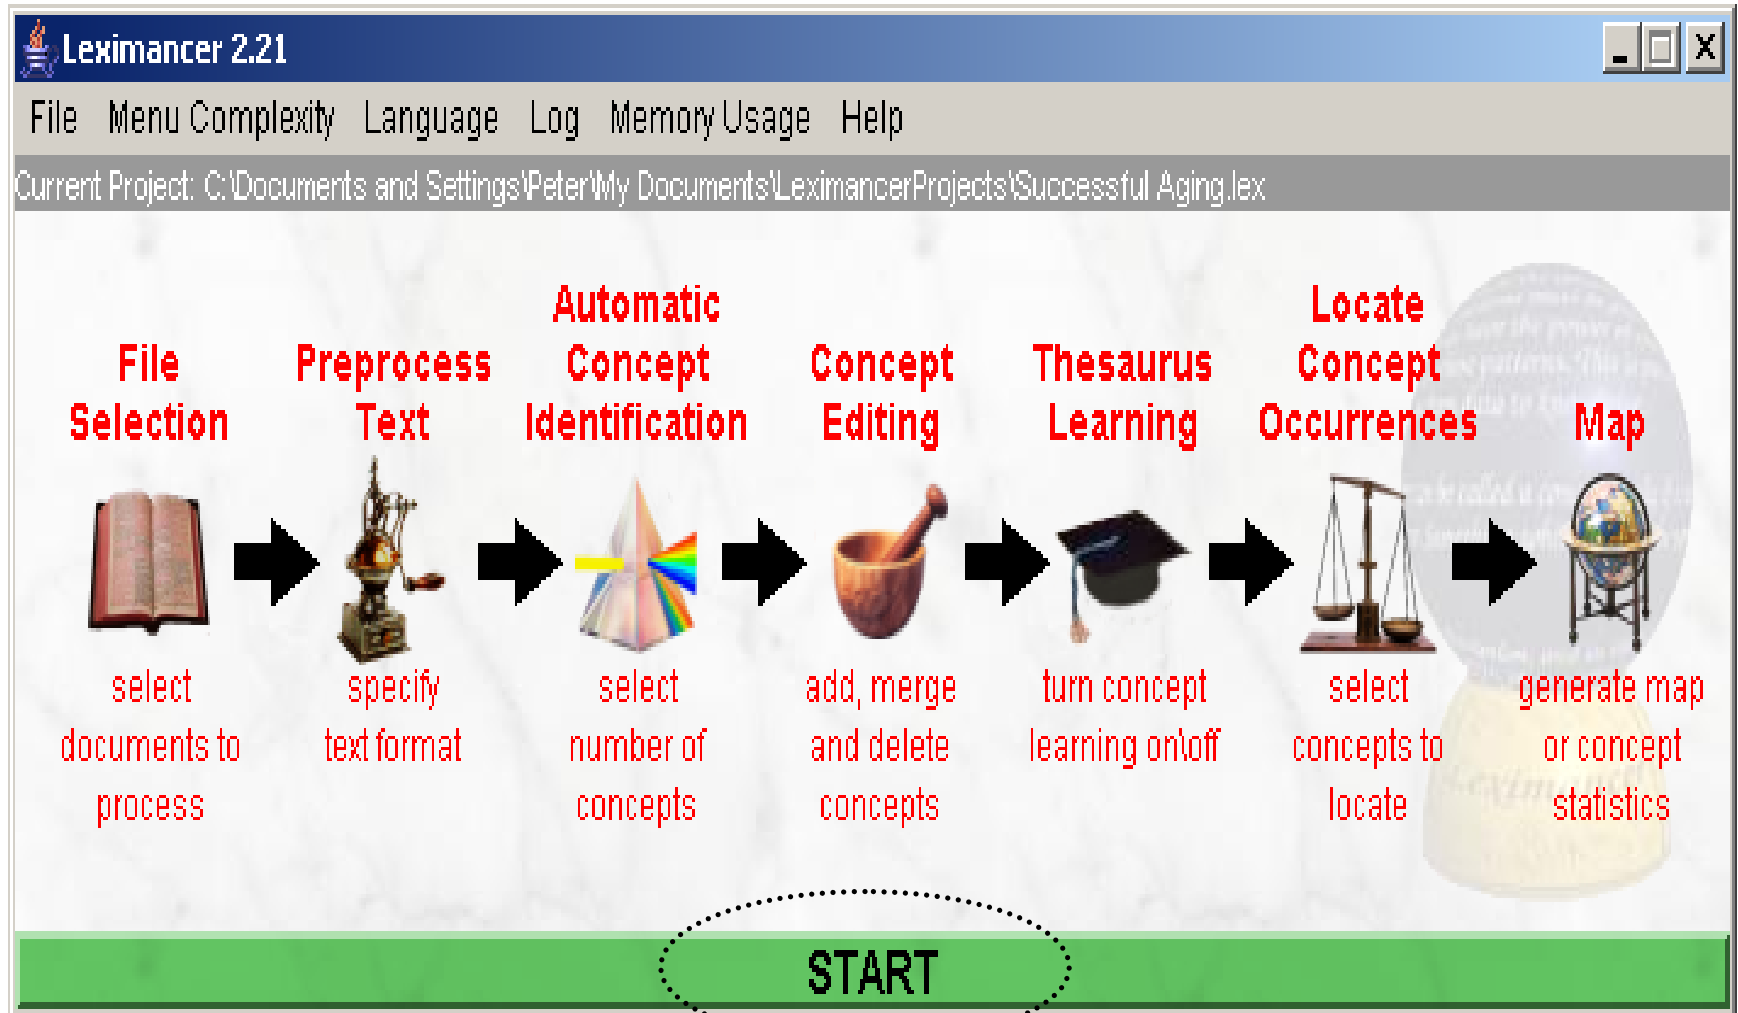 Leximancer 2.21
File Menu Complexity Language Log Memory Usage Help
Current Project: C:\Documents and Settings\Peter\My Documents\LeximancerProjects\Successful Aging.lex
File
Selection
Preprocess
Text
Automatic
Concept
Identification
Concept
Editing
Thesaurus
Learning
Locate
Concept
Occurrences
Map
select
documents to
process
specify
text format
select
number of
concepts
add, merge
and delete
concepts
turn concept
learning on\off
select
concepts to
locate
generate map
or concept
statistics
START